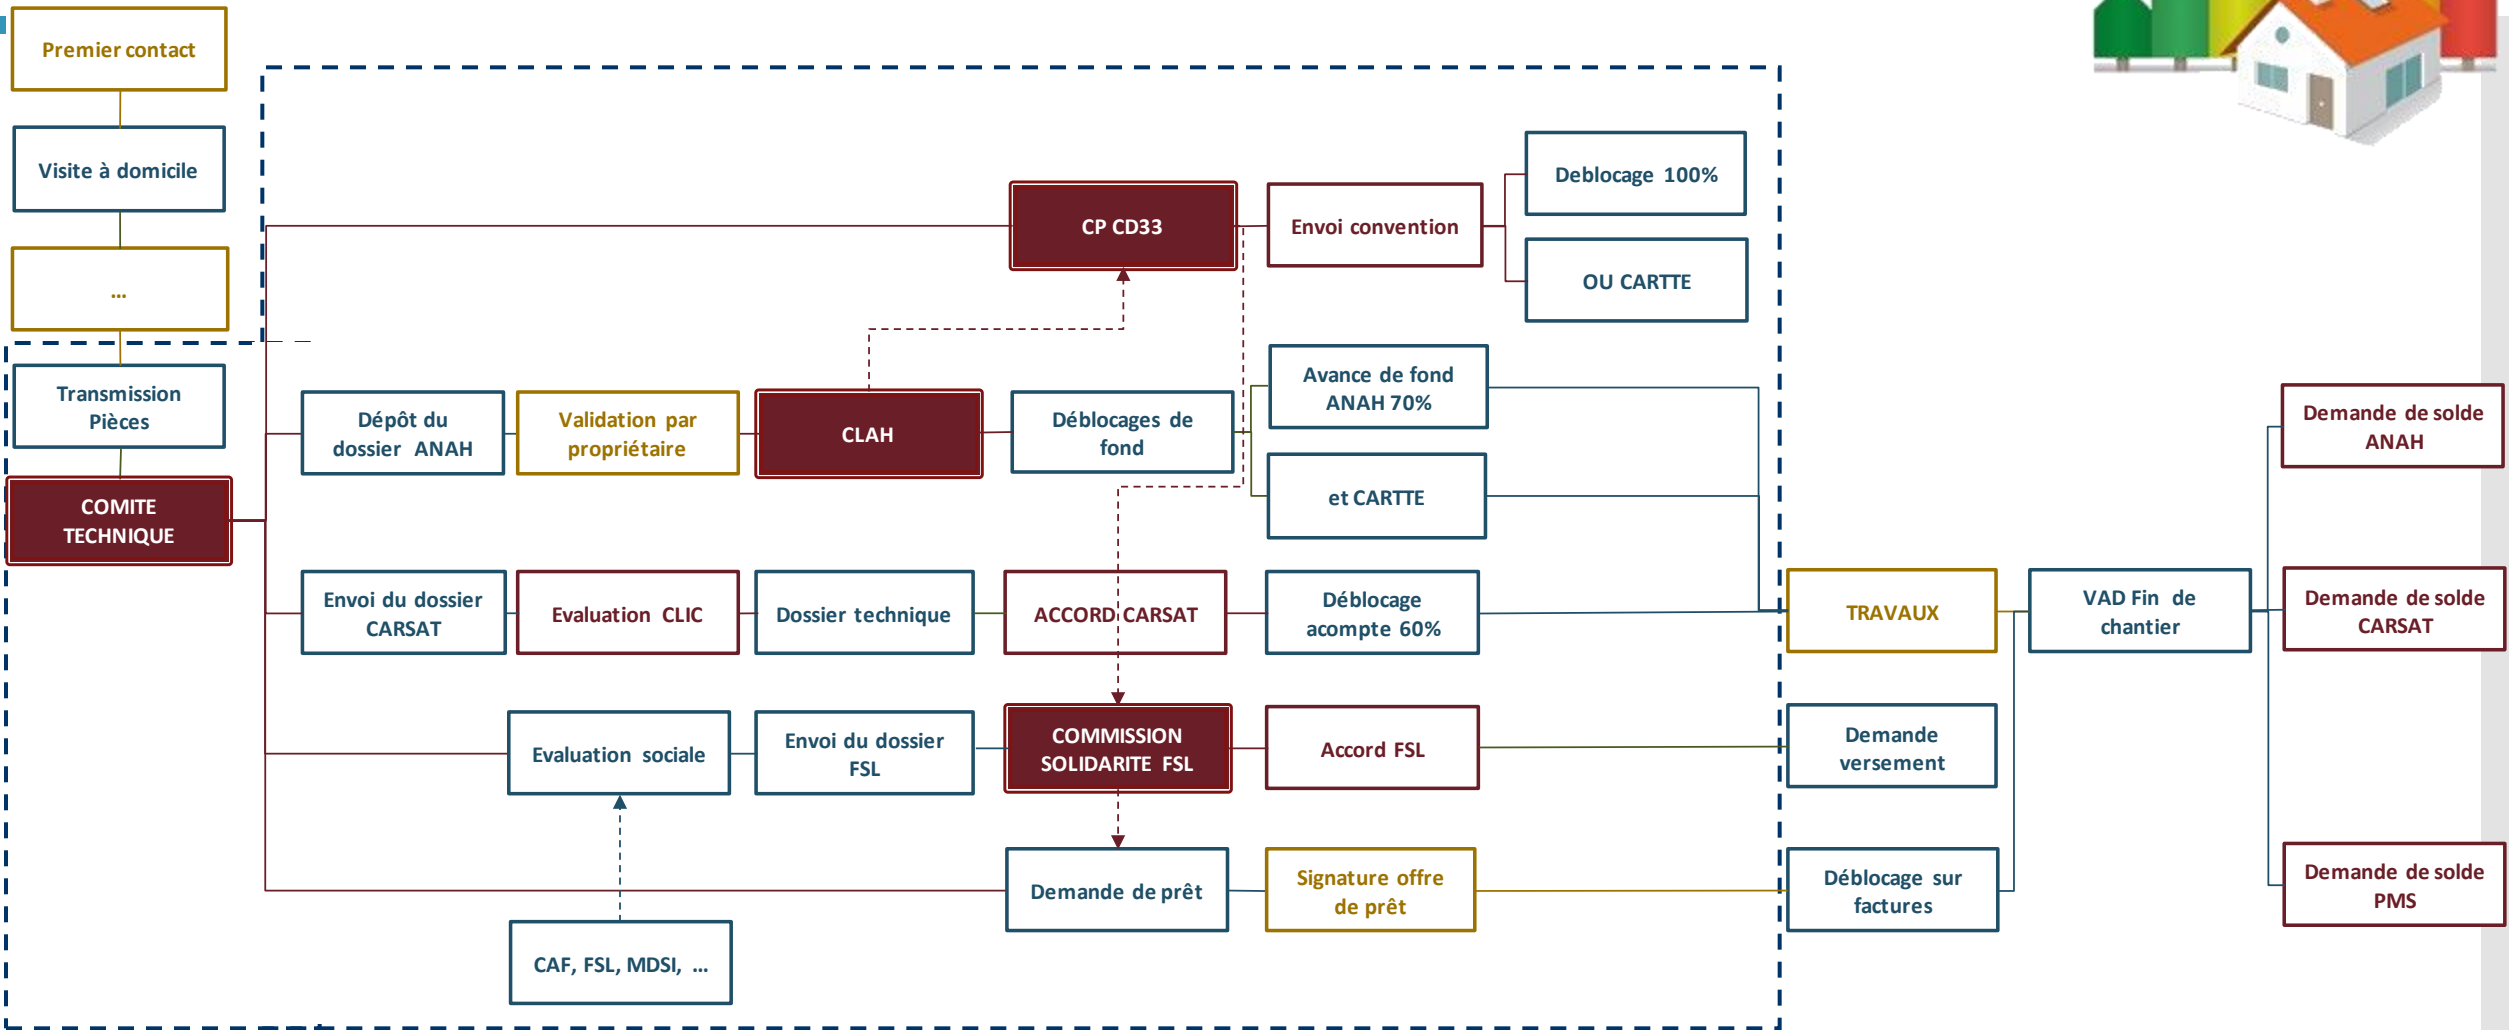 Premier contact
Visite à domicile
...
Transmission
Pièces
COMITE
TECHNIQUE
CP CD33
Envoi convention
Deblocage 100%
OU CARTTE
Dépôt du
dossier ANAH
Validation par
propriétaire
CLAH
Déblocages de
fond
Avance de fond
ANAH 70%
et CARTTE
Envoi du dossier
CARSAT
Evaluation CLIC
Dossier technique
ACCORD CARSAT
Déblocage
acompte 60%
TRAVAUX
VAD Fin de
chantier
Demande de solde
ANAH
Demande de solde
CARSAT
Demande de solde
PMS
Evaluation sociale
Envoi du dossier
FSL
COMMISSION
SOLIDARITE FSL
Accord FSL
Demande
versement
Demande de prêt
Signature offre
de prêt
Déblocage sur
factures
CAF, FSL, MDSI, ...